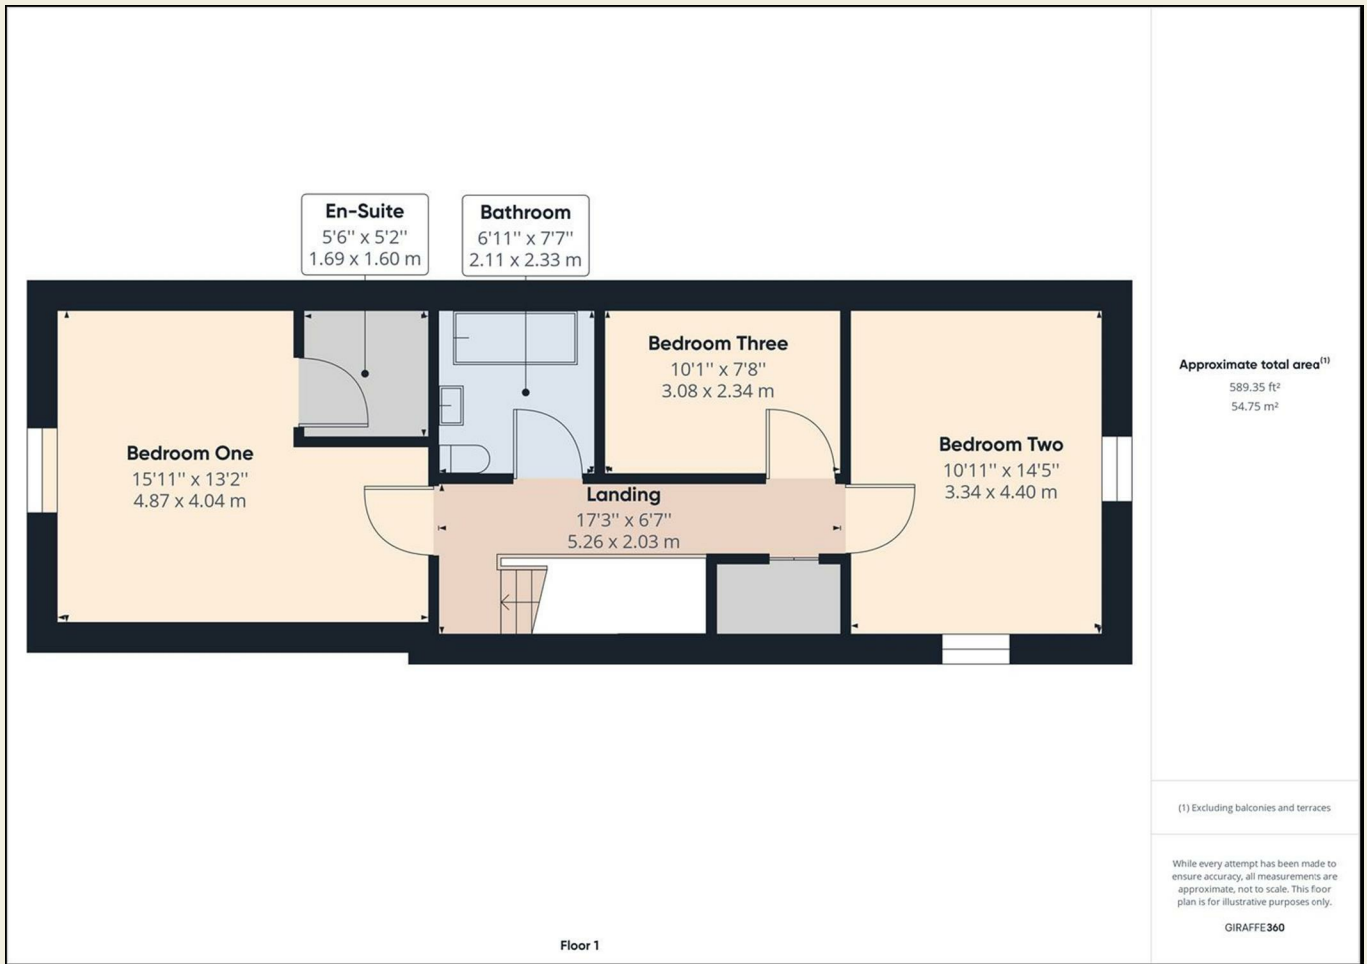 En-Suite
5'6'' x 5'2''
1.69 x 1.60 m
Bathroom
6'11'' x 7'7''
2.11 x 2.33 m
Bedroom One
15'11'' x 13'2''
4.87 x 4.04 m
Bedroom Three
10'1'' x 7'8''
3.08 x 2.34 m
Bedroom Two
10'11'' x 14'5''
3.34 x 4.40 m
Landing
17'3'' x 6'7''
5.26 x 2.03 m
Floor 1
Approximate total area(1)
589.35 ft²
54.75 m²
(1) Excluding balconies and terraces
While every attempt has been made to
ensure accuracy, all measurements are
approximate, not to scale. This floor
plan is for illustrative purposes only.
GIRAFFE360